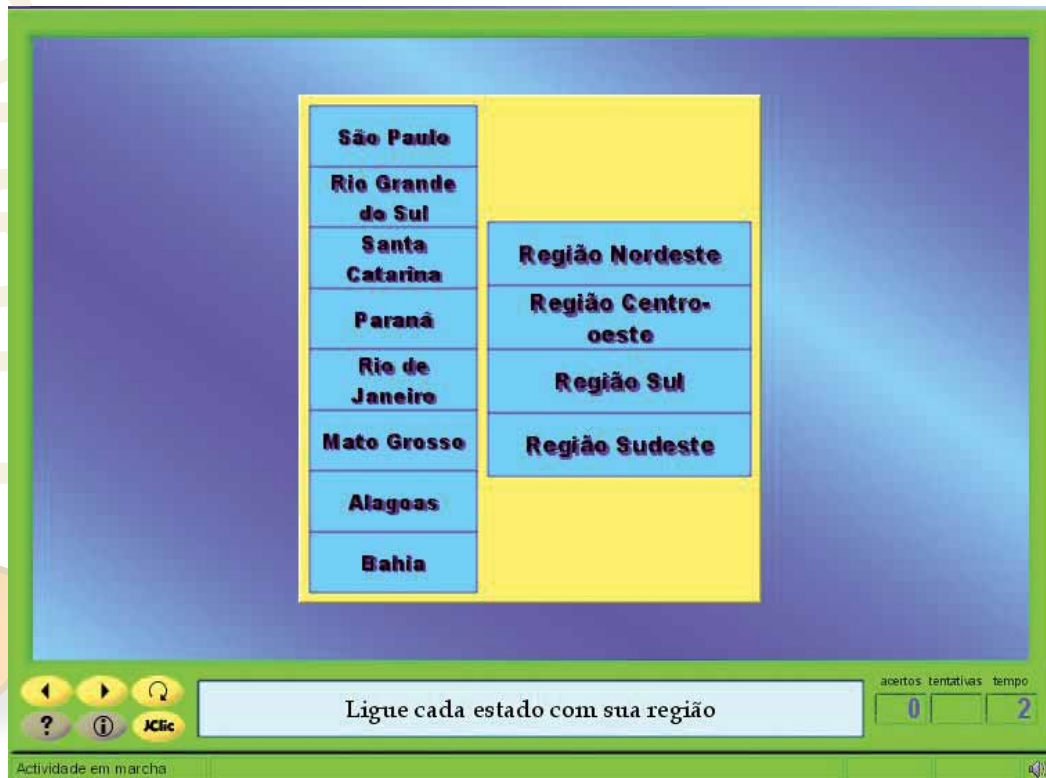 São Paulo
Rio Grande
do Sul
Santa
Catarina
Paraná
Rio de
Janeiro
Mato Grosso
Alagoas
Bahia
Região Nordeste
Região Centro-
oeste
Região Sul
Região Sudeste
? i JClic
Ligue cada estado com sua região
acertos tentativas tempo
0 2
Actividade em marcha